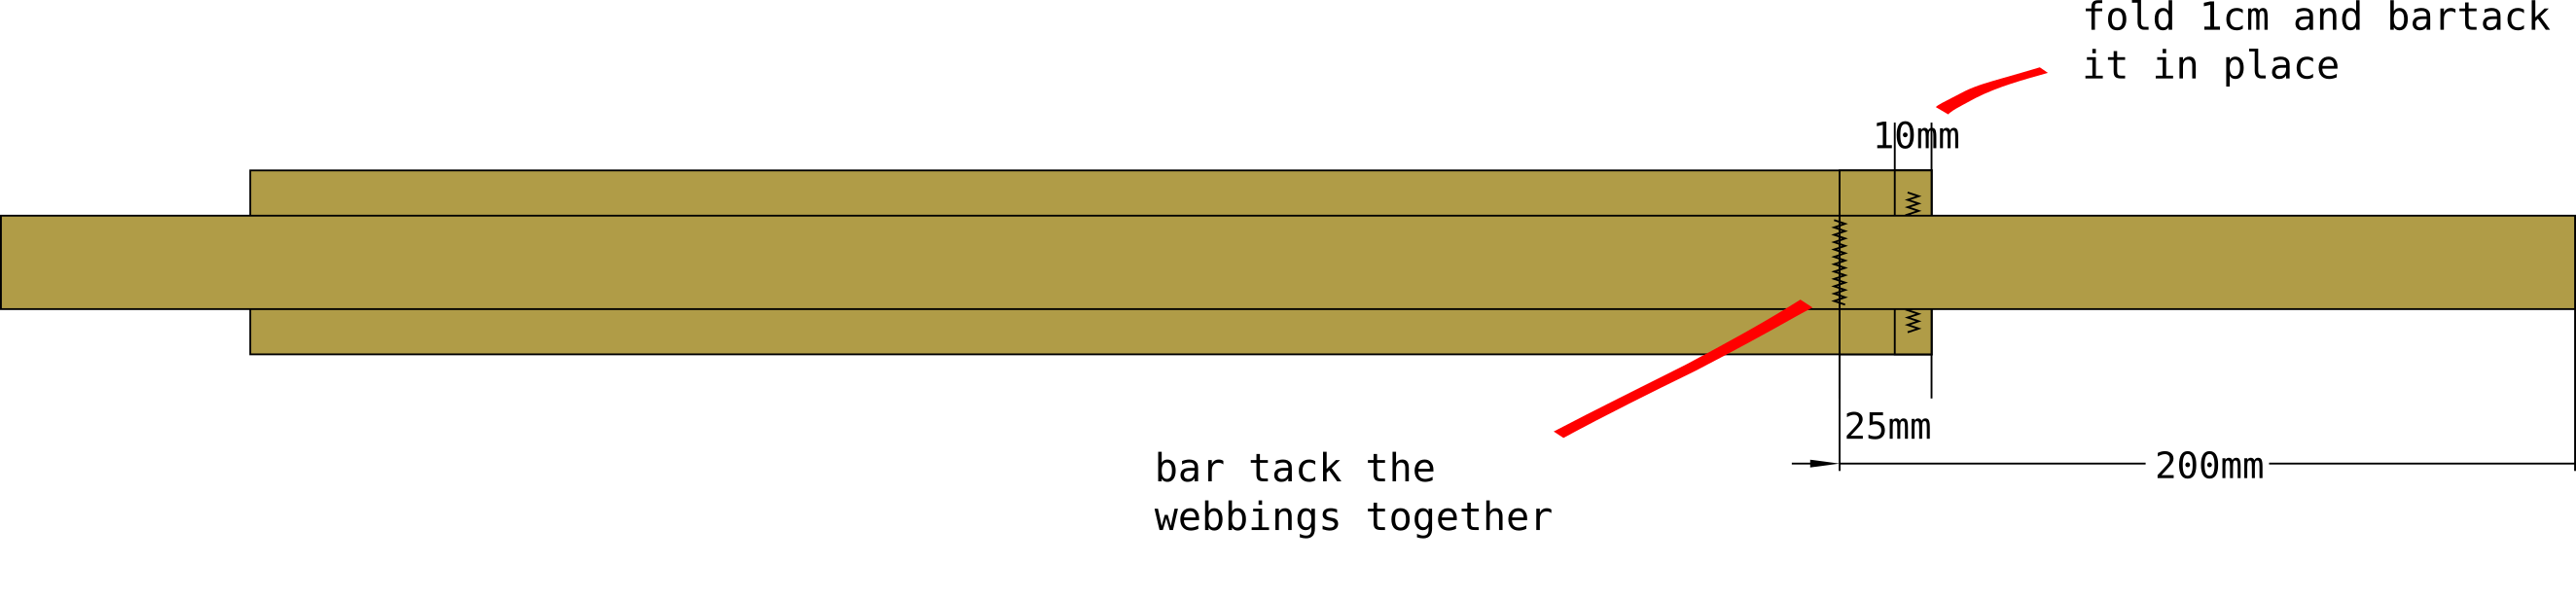 fold 1cm and bartack
it in place
10mm
25mm
200mm
bar tack the
webbings together